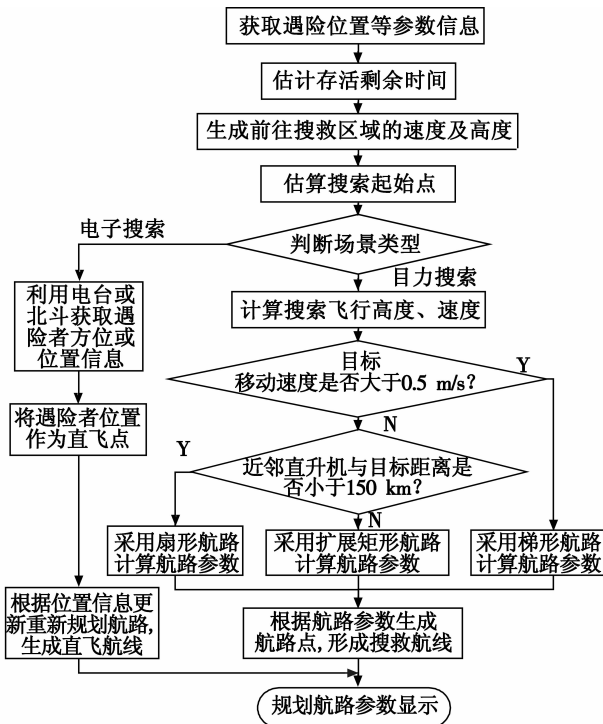 获取遇险位置等参数信息
估计存活剩余时间
生成前往搜救区域的速度及高度
估算搜索起始点
电子搜索
判断场景类型
目力搜索
利用电台或
北斗获取遇
险者方位或
位置信息
计算搜索飞行高度、速度
目标
移动速度是否大于0.5 m/s?
Y
将遇险者位置
作为直飞点
N
Y
近邻直升机与目标距离是
否小于150 km?
N
采用扇形航路
计算航路参数
采用扩展矩形航路
计算航路参数
采用梯形航路
计算航路参数
根据位置信息更
新重新规划航路,
生成直飞航线
根据航路参数生成
航路点,形成搜救航线
规划航路参数显示